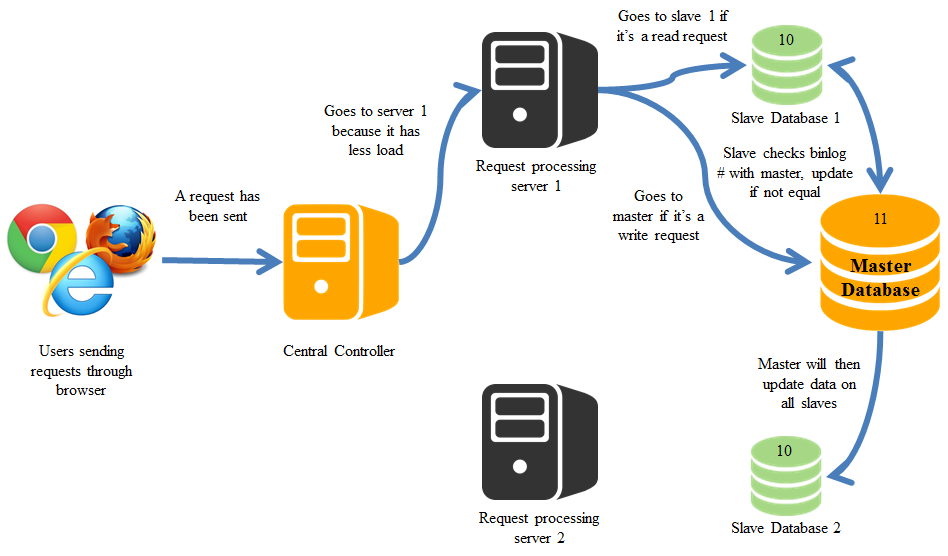 Goes to slave 1 if
it's a read request
10
Slave Database 1
Goes to server 1
because it has
less load
Request processing
server 1
Slave checks binlog
# with master, update
if not equal
A request has
been sent
Goes to
master if it's a
write request
11
Master
Database
Users sending
requests through
browser
Central Controller
Master will then
update data on
all slaves
10
Request processing
server 2
Slave Database 2